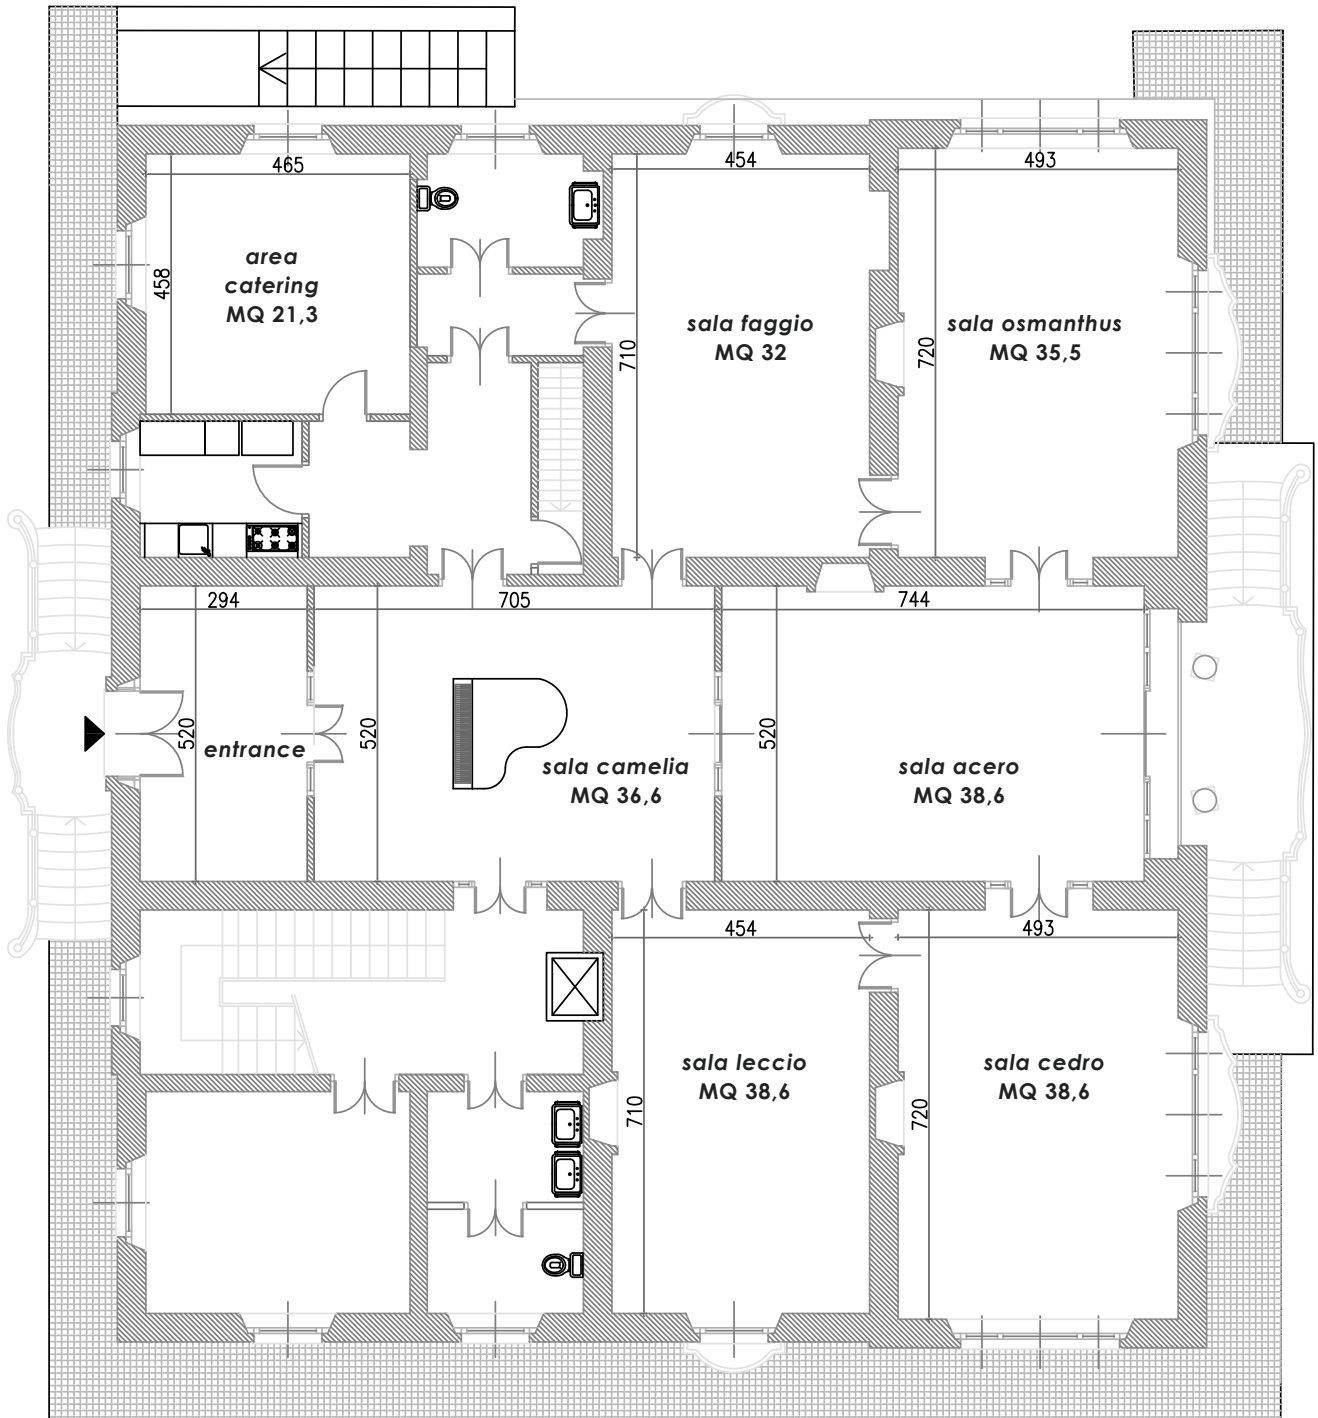 465
454
493
458
area
catering
MQ 21,3
710
sala faggio
MQ 32
720
sala osmanthus
MQ 35,5
294
705
744
520
entrance
520
sala camelia
MQ 36,6
520
sala acero
MQ 38,6
454
493
710
sala leccio
MQ 38,6
720
sala cedro
MQ 38,6